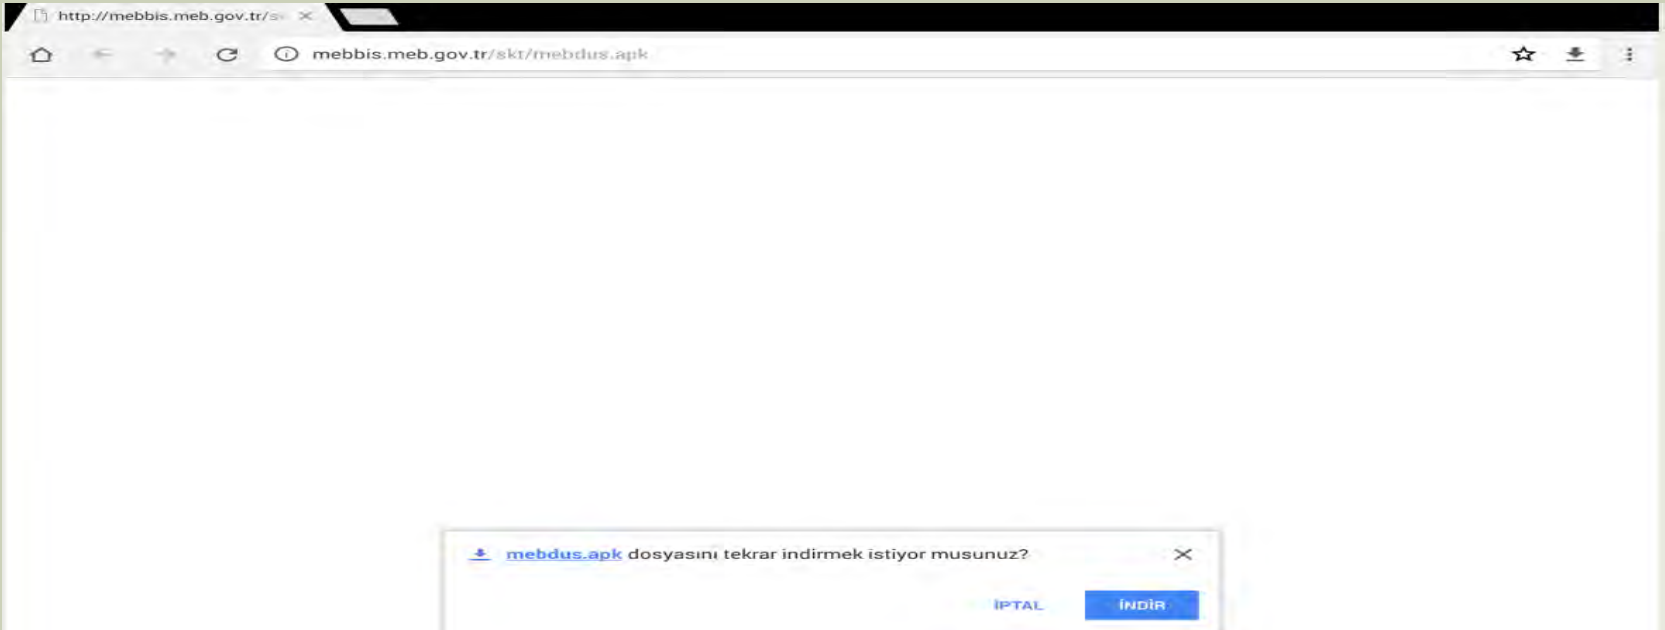 http://mebbis.meb.gov.tr/s
mebbis.meb.gov.tr/skt/mebdus.apk
mebdus.apk dosyasını tekrar indirmek istiyor musunuz?
İPTAL
İNDİR